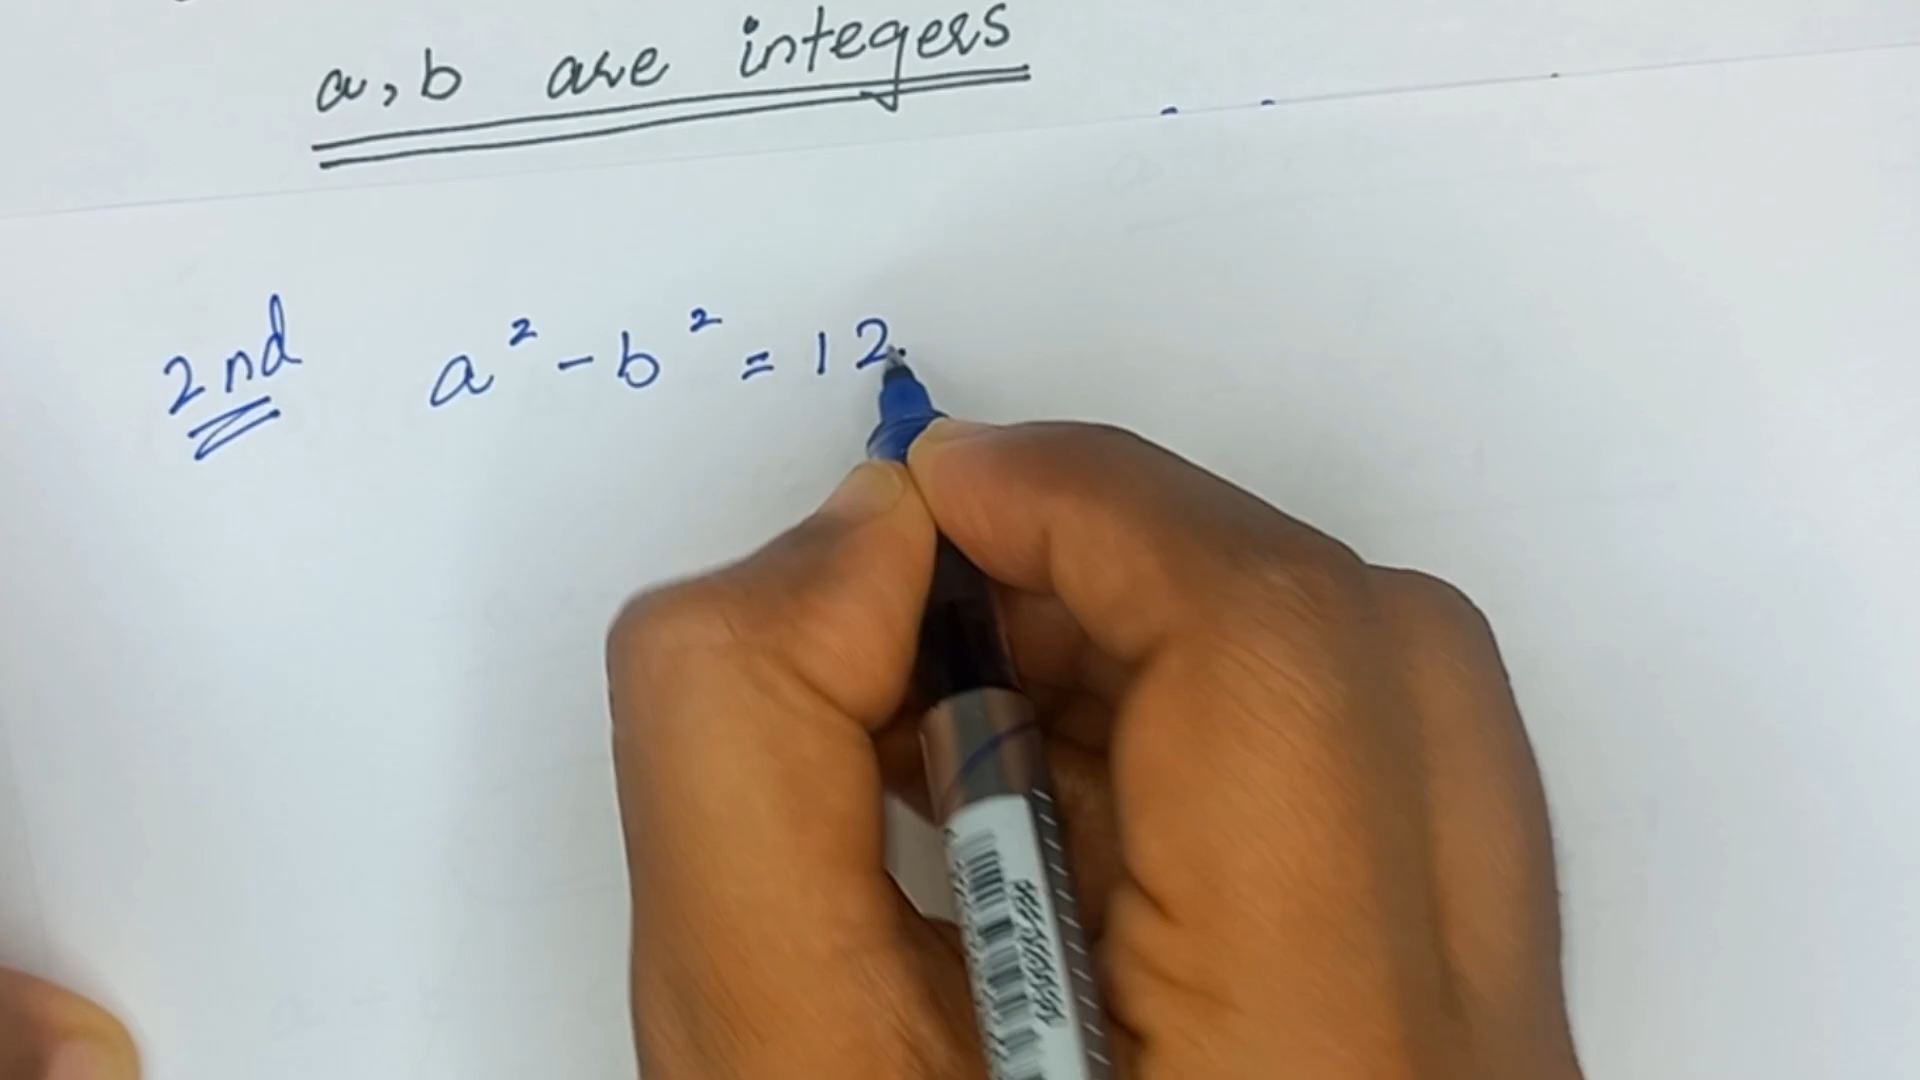 a, b are integers
2nd a² - b² = 12